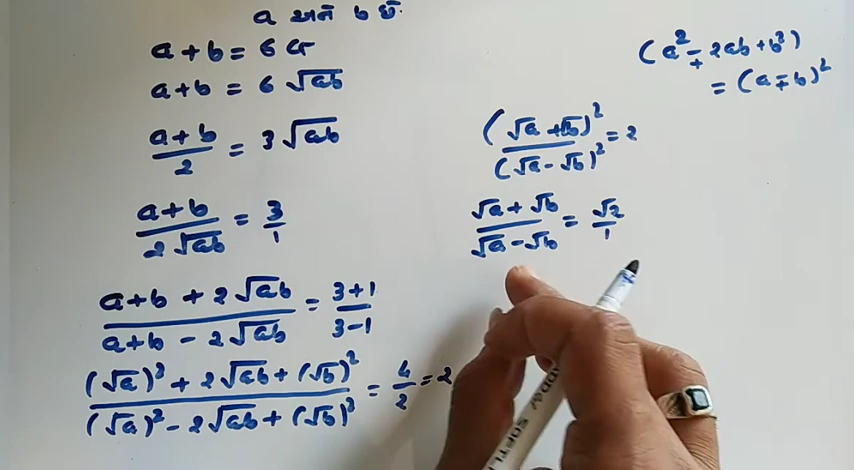 a અને b છે.
a + b = 6 G
a + b = 6 √ab
a + b / 2 = 3 √ab
a + b / 2 √ab = 3 / 1
a + b + 2 √ab / a + b − 2 √ab = 3 + 1 / 3 − 1
(√a)² + 2 √ab + (√b)² / (√a)² − 2 √ab + (√b)² = 4 / 2 = 2
(a² ∓ 2ab + b²)
= (a ∓ b)²
(√a + √b)² / (√a − √b)² = 2
√a + √b / √a − √b = √2 / 1